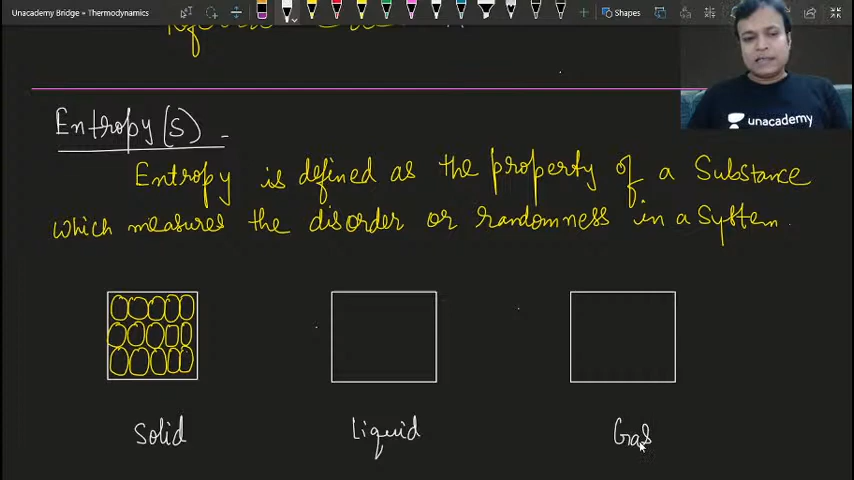 Unacademy Bridge + Thermodynamics
Shapes
unacademy
Entropy (S) -
Entropy is defined as the property of a Substance
which measures the disorder or randomness in a System.
Solid
Liquid
Gas